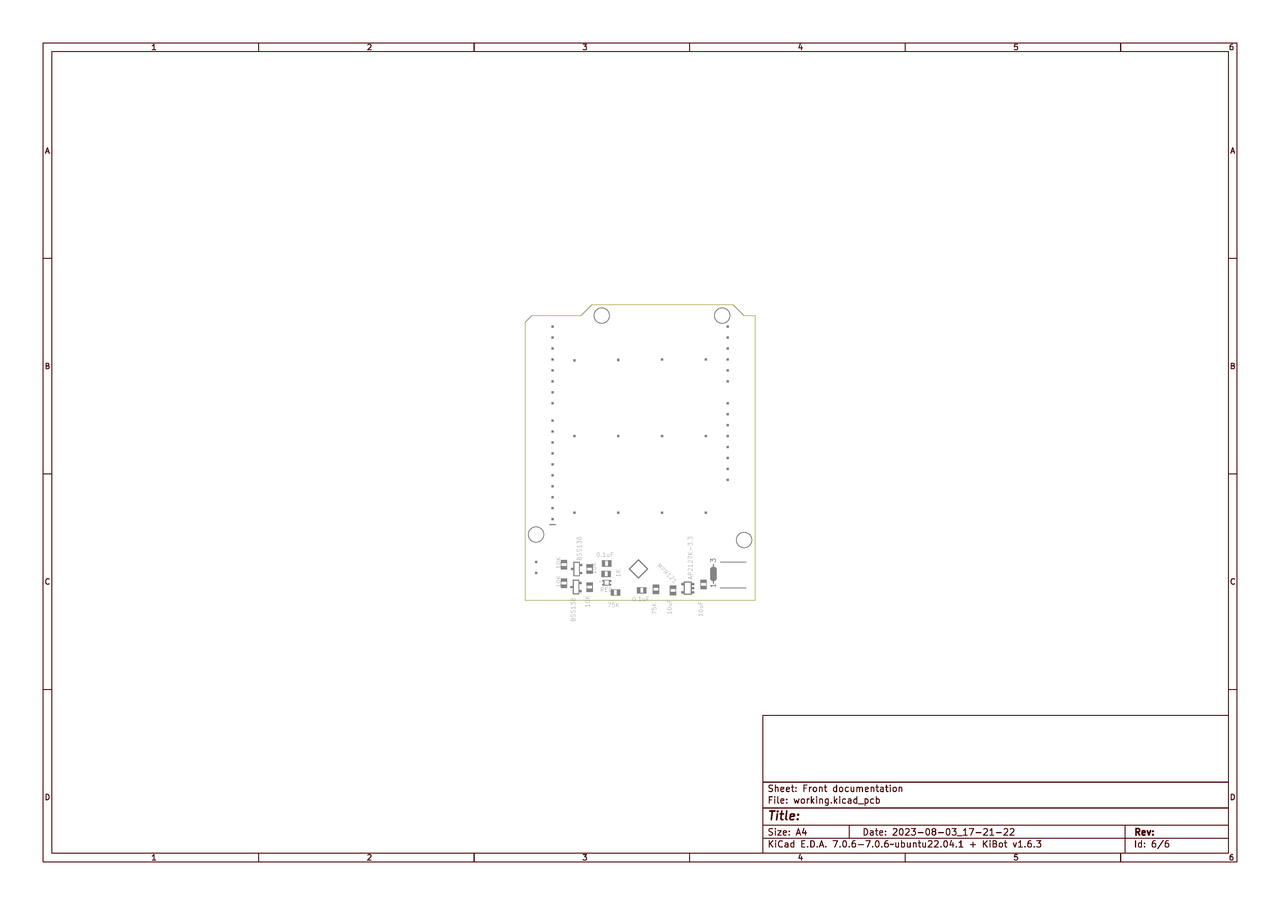 1 2 3 4 5 6
A A
B B
BSS138
AP2127K-3.3
0.1uF
10K
10K
1K
MPR121
3
C C
10K
RED
1
10K
75K
0.1uF
75K
10uF
10uF
BSS138
Sheet: Front documentation
D D
File: working.kicad_pcb
Title:
Size: A4 Date: 2023-08-03_17-21-22 Rev:
KiCad E.D.A. 7.0.6-7.0.6~ubuntu22.04.1 + KiBot v1.6.3 Id: 6/6
1 2 3 4 5 6